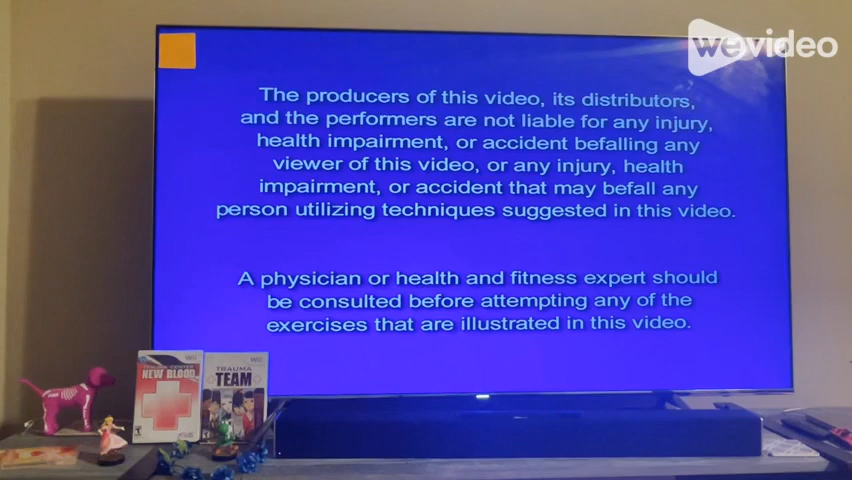 wevideo
The producers of this video, its distributors,
and the performers are not liable for any injury,
health impairment, or accident befalling any
viewer of this video, or any injury, health
impairment, or accident that may befall any
person utilizing techniques suggested in this video.
A physician or health and fitness expert should
be consulted before attempting any of the
exercises that are illustrated in this video.
Wii
TRAUMA CENTER
NEW BLOOD
Wii
TRAUMA
TEAM